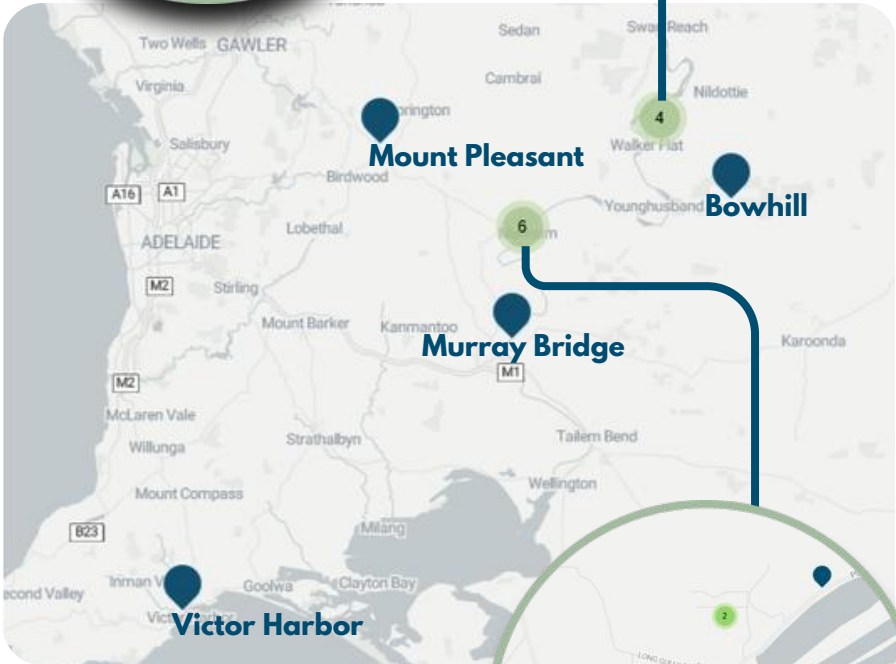 Sedan
Swan Reach
Two Wells
GAWLER
Cambrai
Virginia
Nildottie
4
Salisbury
Walker Flat
Mount Pleasant
Birdwood
A16
A1
Younghusband
Bowhill
Lobethal
6
ADELAIDE
M2
Stirling
Mount Barker
Kanmantoo
Murray Bridge
Karoonda
M1
M2
McLaren Vale
Willunga
Strathalbyn
Tailem Bend
Wellington
Mount Compass
B23
Milang
Inman V
Goolwa
Clayton Bay
econd Valley
Victor Harbor
2